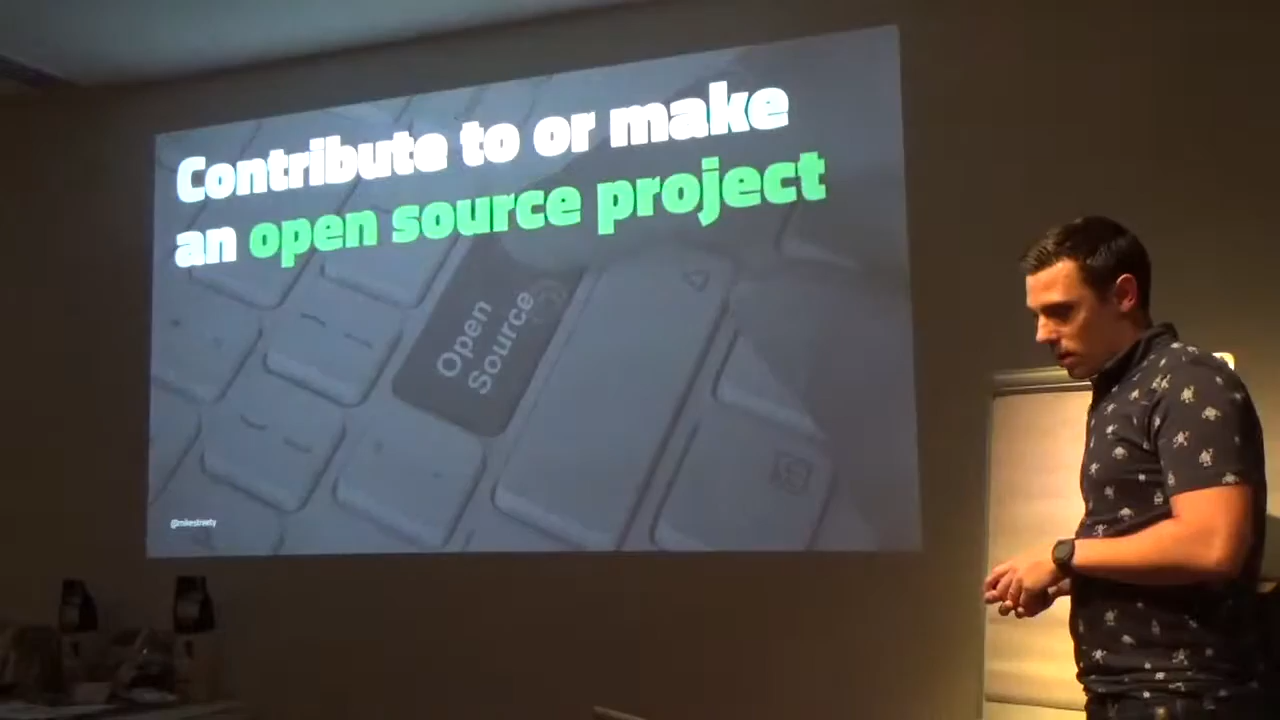 Contribute to or make
an open source project
Open
Source
@mikestreety